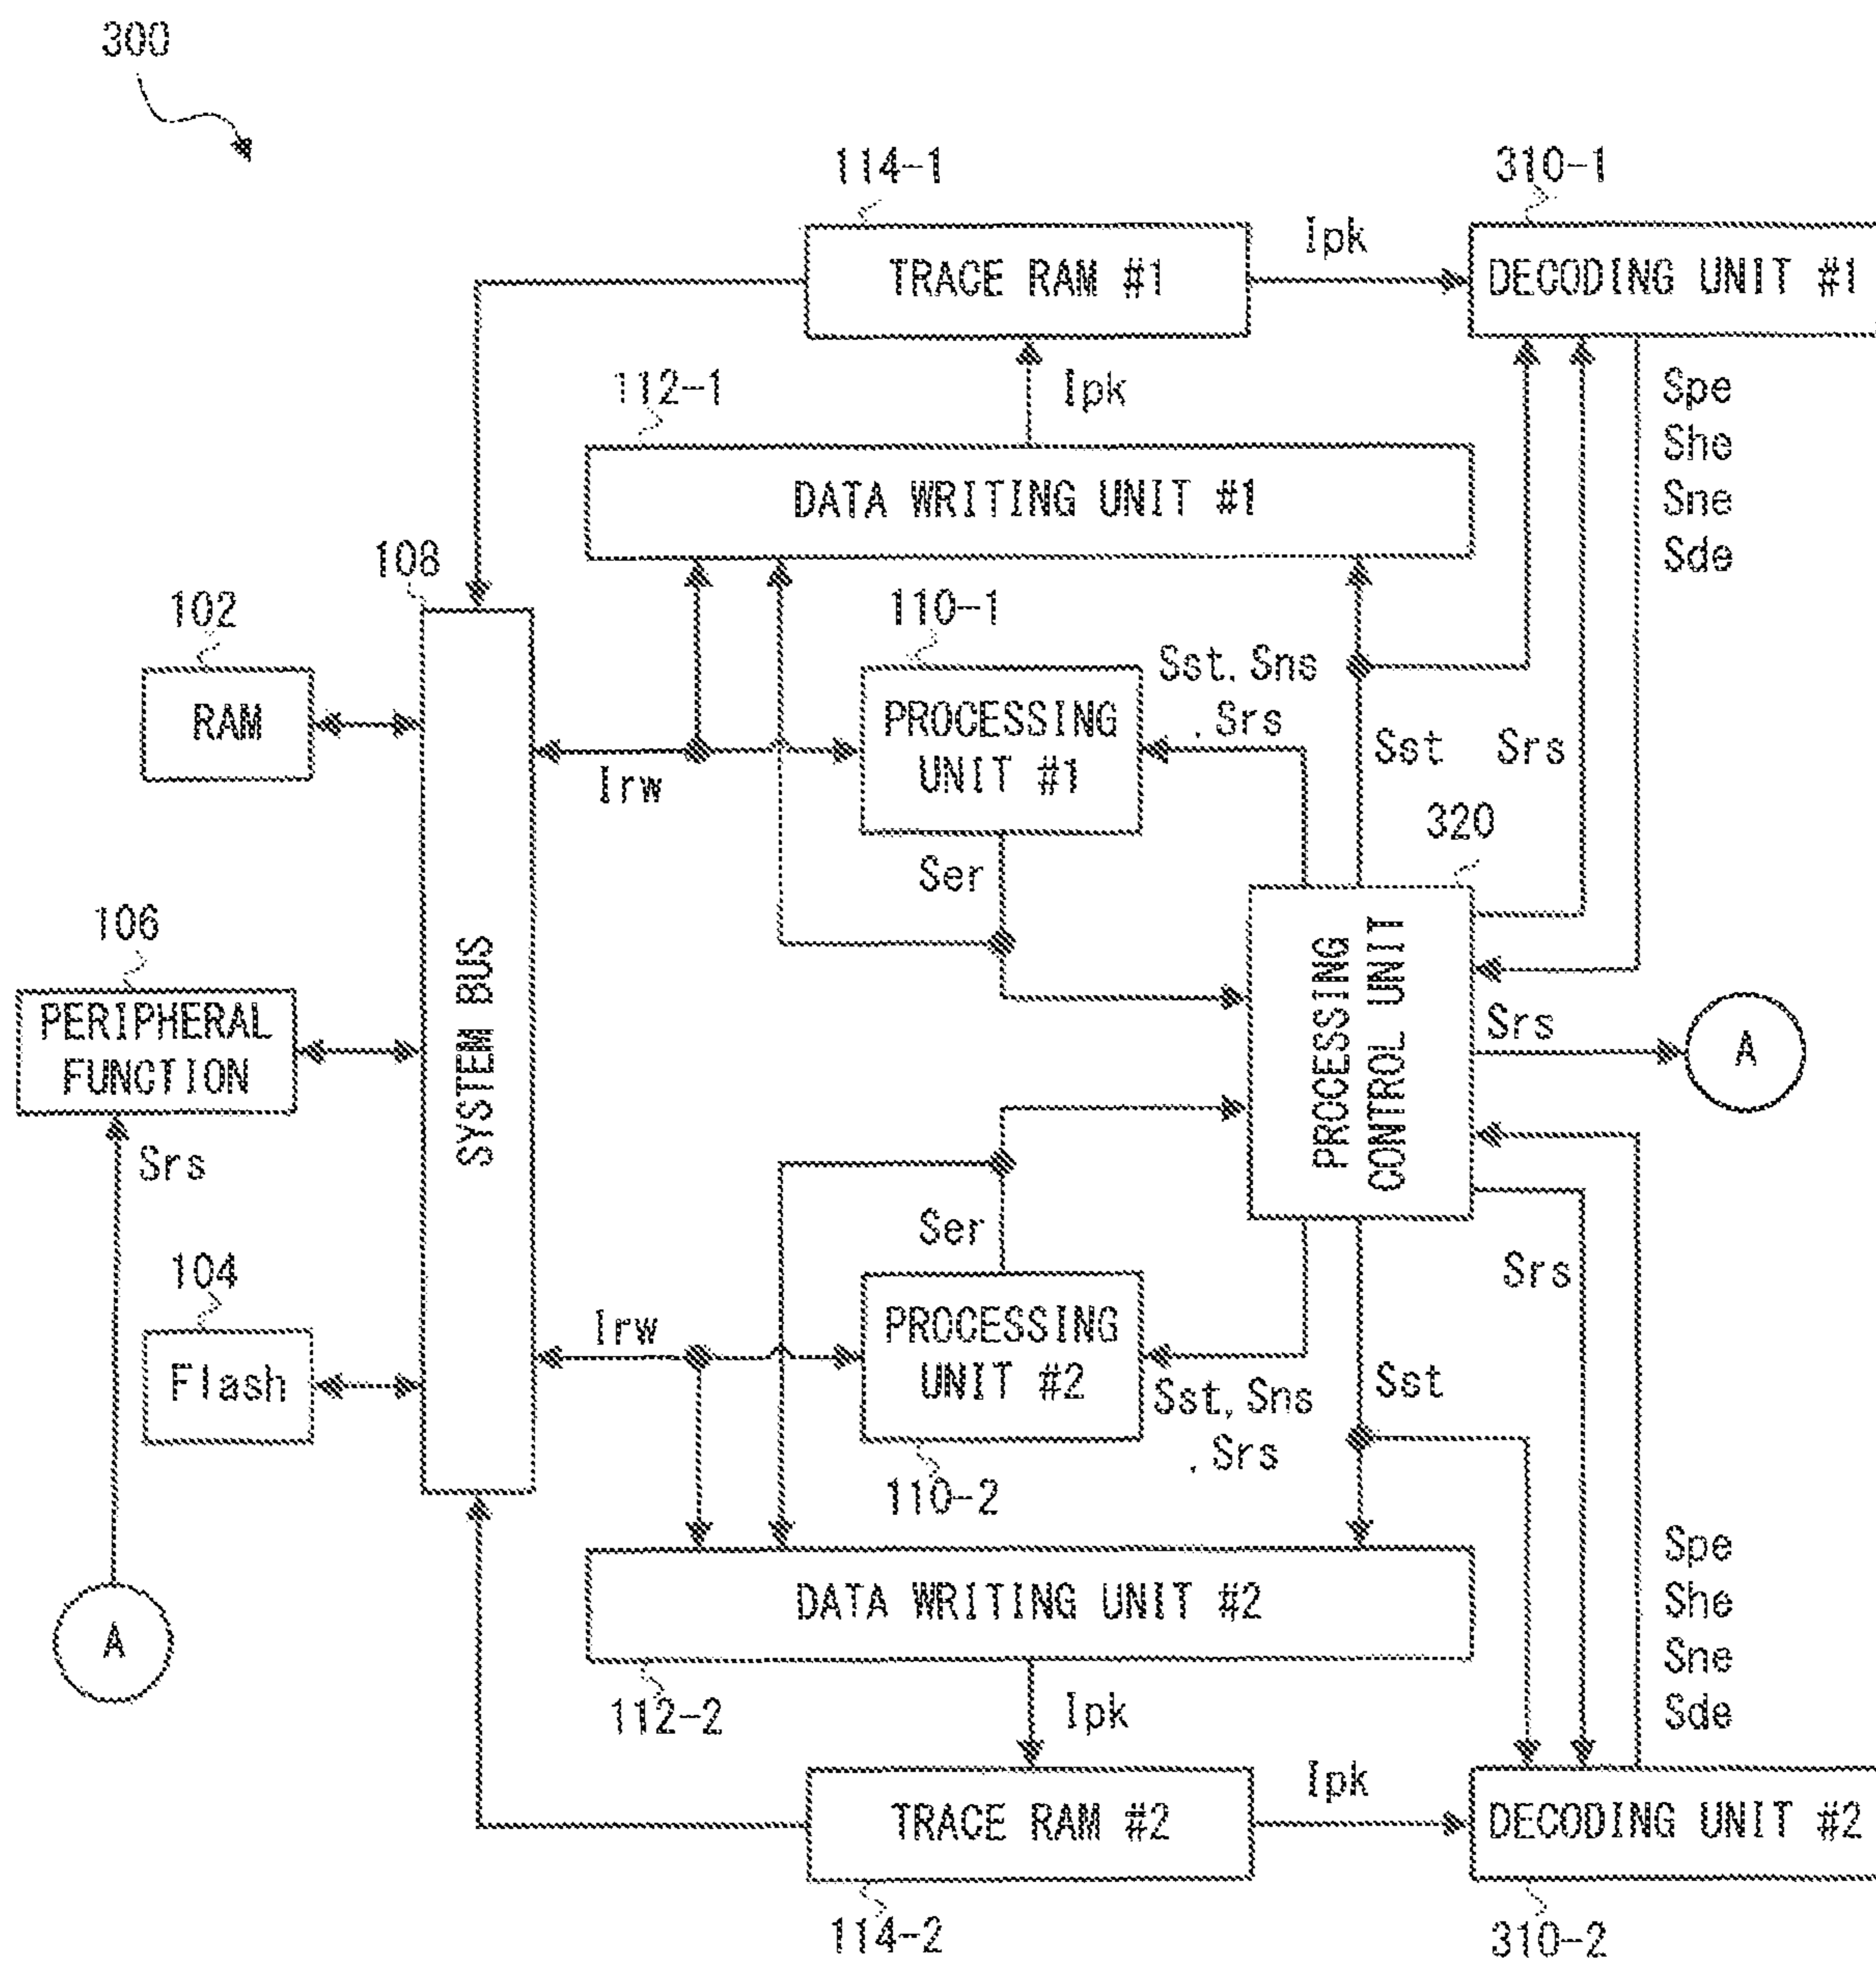 300
114-1
310-1
TRACE RAM #1
Ipk
DECODING UNIT #1
112-1
Ipk
Spe
She
Sne
Sde
DATA WRITING UNIT #1
108
102
110-1
RAM
Sst, Sns
, Srs
PROCESSING
UNIT #1
Sst
Srs
Irw
320
Ser
106
PERIPHERAL
FUNCTION
SYSTEM BUS
PROCESSING
CONTROL UNIT
Srs
A
Srs
Ser
Srs
104
Flash
Irw
PROCESSING
UNIT #2
Sst, Sns
, Srs
Sst
110-2
Spe
She
Sne
Sde
DATA WRITING UNIT #2
A
112-2
Ipk
TRACE RAM #2
Ipk
DECODING UNIT #2
114-2
310-2